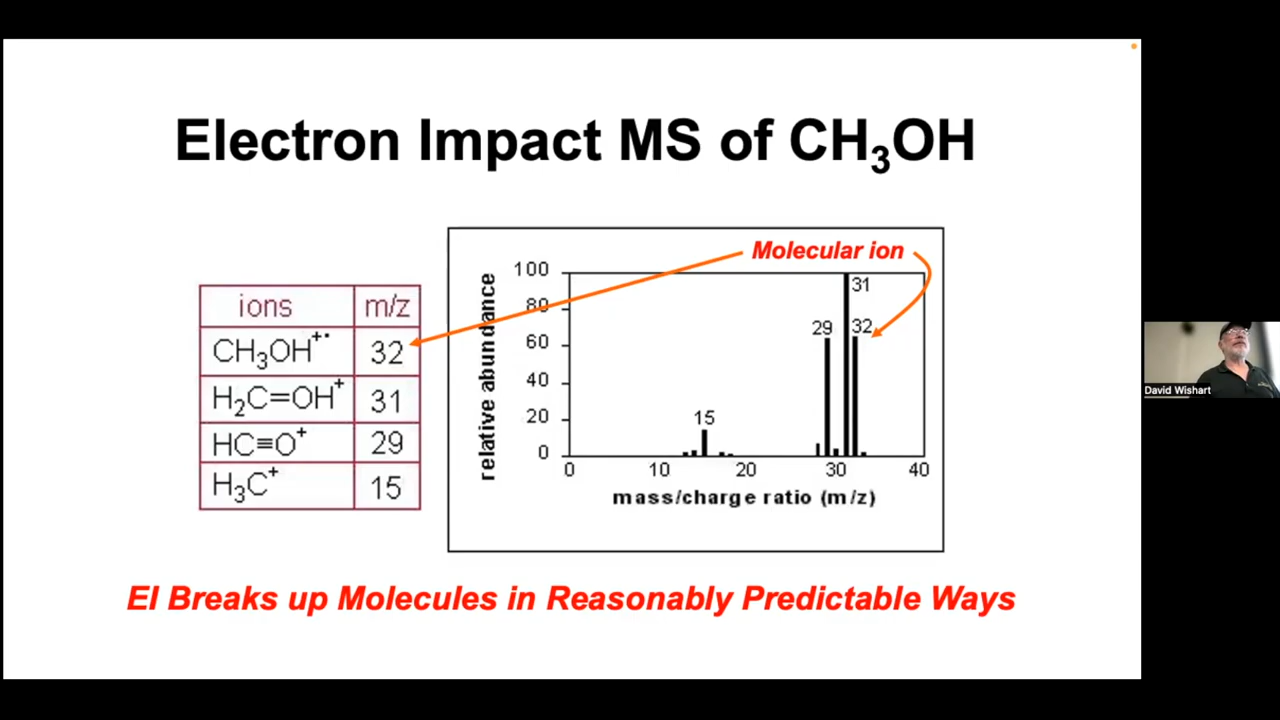 Electron Impact MS of CH₃OH
ions m/z
CH₃OH⁺• 32
H₂C=OH⁺ 31
HC≡O⁺ 29
H₃C⁺ 15
Molecular ion
relative abundance
100
80
60
40
20
0
15
29
31
32
0 10 20 30 40
mass/charge ratio (m/z)
EI Breaks up Molecules in Reasonably Predictable Ways
David Wishart